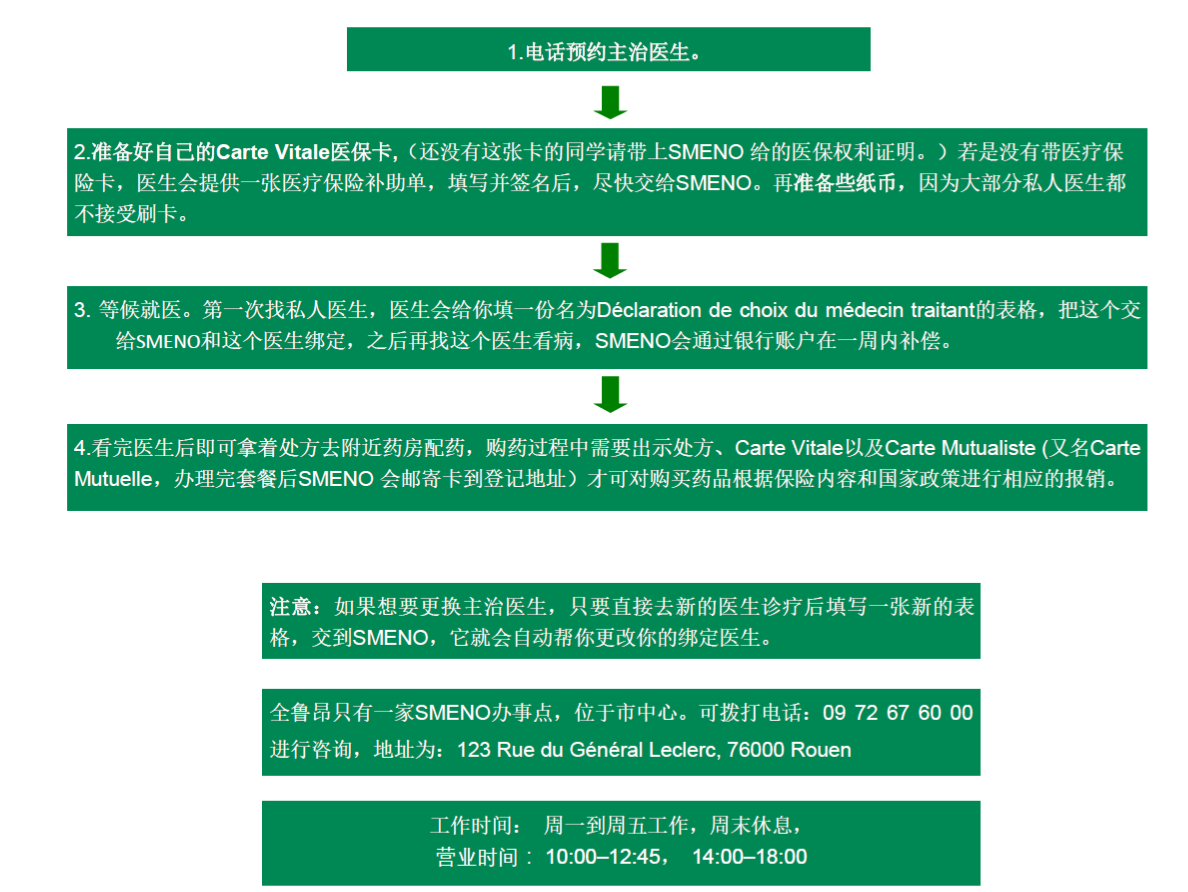 1.电话预约主治医生。
2.准备好自己的Carte Vitale医保卡,（还没有这张卡的同学请带上SMENO 给的医保权利证明。）若是没有带医疗保
险卡，医生会提供一张医疗保险补助单，填写并签名后，尽快交给SMENO。再准备些纸币，因为大部分私人医生都
不接受刷卡。
3. 等候就医。第一次找私人医生，医生会给你填一份名为Déclaration de choix du médecin traitant的表格，把这个交
给SMENO和这个医生绑定，之后再找这个医生看病，SMENO会通过银行账户在一周内补偿。
4.看完医生后即可拿着处方去附近药房配药，购药过程中需要出示处方、Carte Vitale以及Carte Mutualiste (又名Carte
Mutuelle，办理完套餐后SMENO 会邮寄卡到登记地址）才可对购买药品根据保险内容和国家政策进行相应的报销。
注意：如果想要更换主治医生，只要直接去新的医生诊疗后填写一张新的表
格，交到SMENO，它就会自动帮你更改你的绑定医生。
全鲁昂只有一家SMENO办事点，位于市中心。可拨打电话：09 72 67 60 00
进行咨询，地址为：123 Rue du Général Leclerc, 76000 Rouen
工作时间： 周一到周五工作，周末休息，
营业时间 : 10:00–12:45， 14:00–18:00